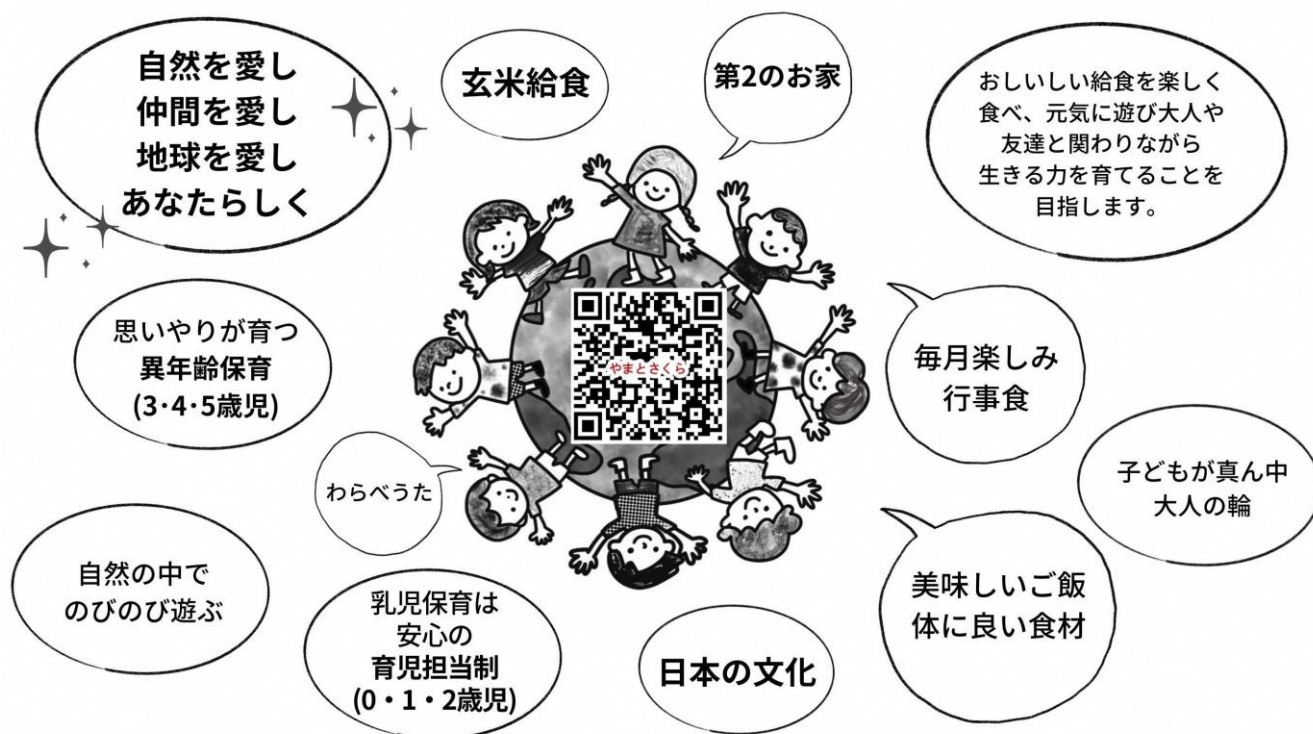 自然を愛し
仲間を愛し
地球を愛し
あなたらしく
玄米給食
第2のお家
おしいしい給食を楽しく
食べ、元気に遊び大人や
友達と関わりながら
生きる力を育てることを
目指します。
思いやりが育つ
異年齢保育
(3・4・5歳児)
やまとさくら
毎月楽しみ
行事食
わらべうた
子どもが真ん中
大人の輪
自然の中で
のびのび遊ぶ
乳児保育は
安心の
育児担当制
(0・1・2歳児)
日本の文化
美味しいご飯
体に良い食材